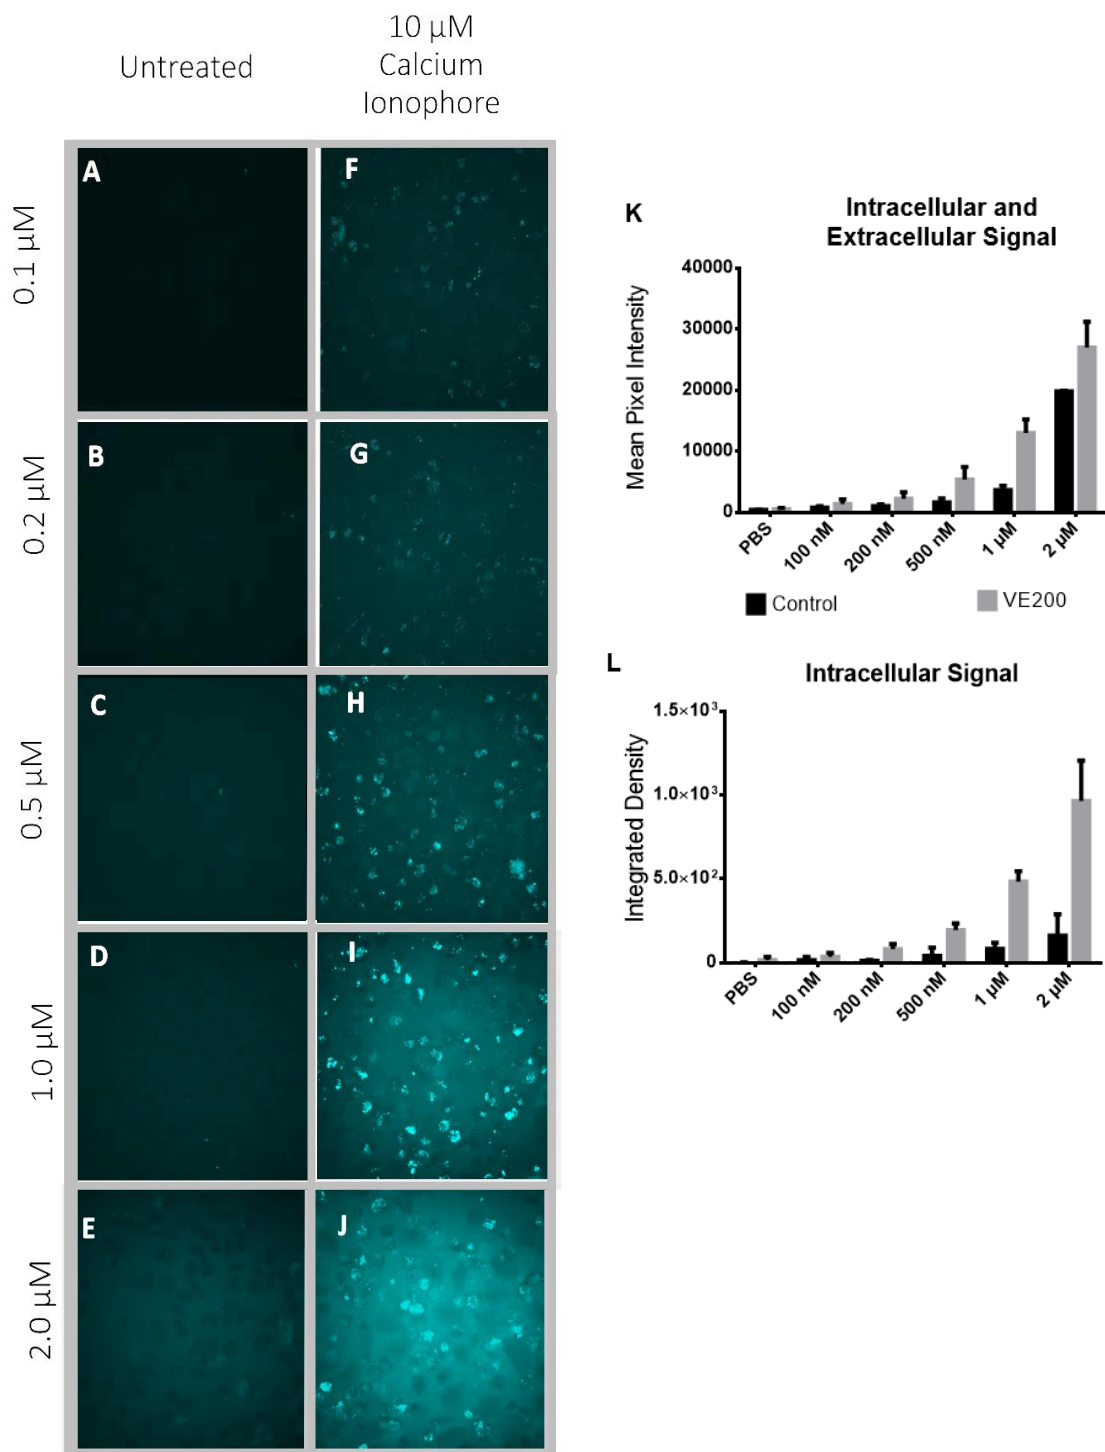 Untreated
10 µM
Calcium
Ionophore
0.1 µM
0.2 µM
0.5 µM
1.0 µM
2.0 µM
A
F
B
G
C
H
D
I
E
J
K
Intracellular and
Extracellular Signal
Mean Pixel Intensity
40000
30000
20000
10000
0
PBS
100 nM
200 nM
500 nM
1 µM
2 µM
Control
VE200
L
Intracellular Signal
Integrated Density
1.5×10³
1.0×10³
5.0×10²
0
PBS
100 nM
200 nM
500 nM
1 µM
2 µM